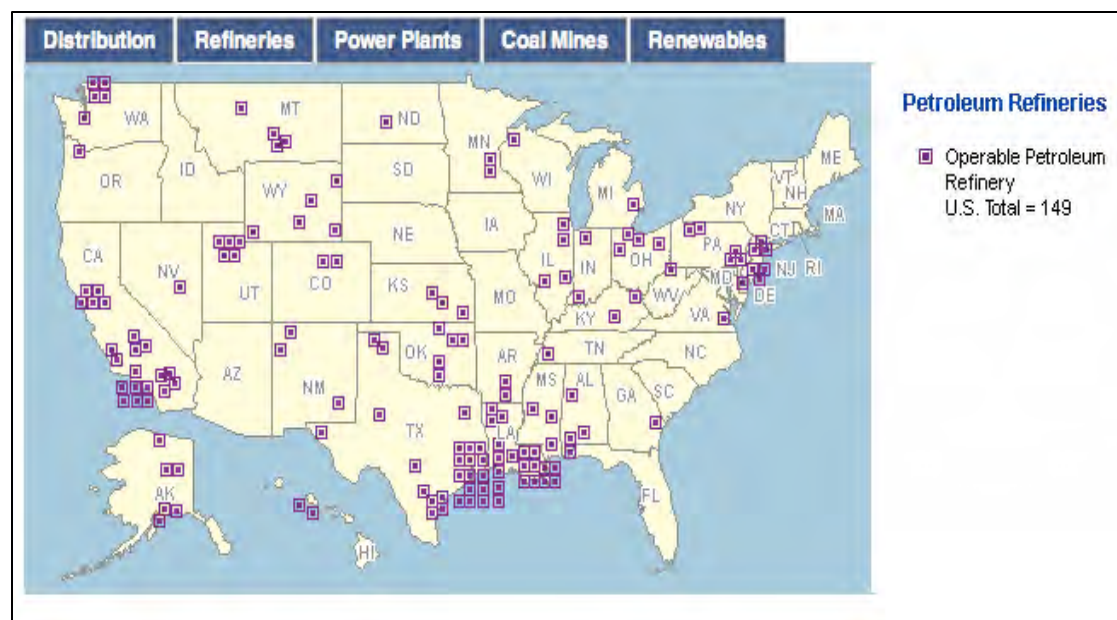 Distribution Refineries Power Plants Coal Mines Renewables
Petroleum Refineries
Operable Petroleum
Refinery
U.S. Total = 149
WA MT ND MN ME
OR ID SD WI MI VT NH
WY NY MA
IA CT RI
NE PA
CA NV IL IN OH NJ
UT CO MD DE
KS MO WV
KY VA
AZ OK AR TN NC
NM MS AL SC
GA
TX LA
AK FL
HI